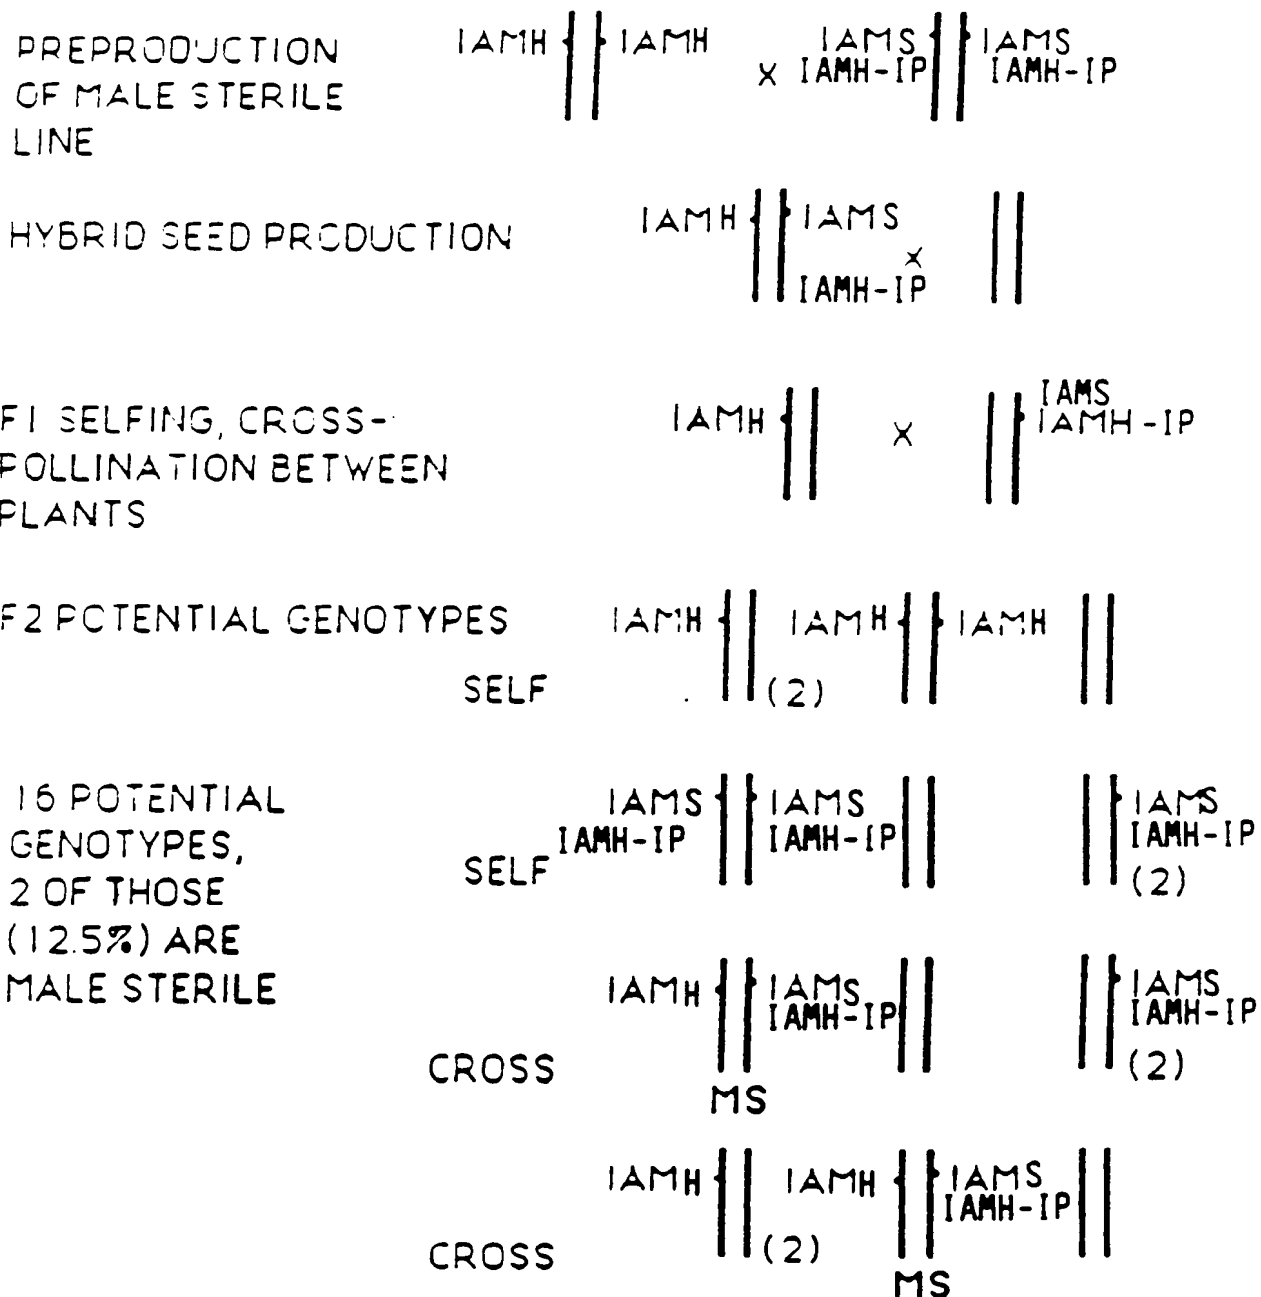 PREPRODUCTION
OF MALE STERILE
LINE
IAMH IAMH x IAMS IAMS
IAMH-IP IAMH-IP
HYBRID SEED PRODUCTION
IAMH IAMS
x
IAMH-IP
F1 SELFING, CROSS-
POLLINATION BETWEEN
PLANTS
IAMH x IAMS
IAMH-IP
F2 POTENTIAL GENOTYPES
IAMH IAMH IAMH
SELF
(2)
16 POTENTIAL
GENOTYPES,
2 OF THOSE
(12.5%) ARE
MALE STERILE
IAMS IAMS IAMS
IAMH-IP IAMH-IP IAMH-IP
SELF (2)
IAMH IAMS IAMS
IAMH-IP IAMH-IP
CROSS (2)
MS
IAMH IAMH IAMS
IAMH-IP
CROSS (2)
MS